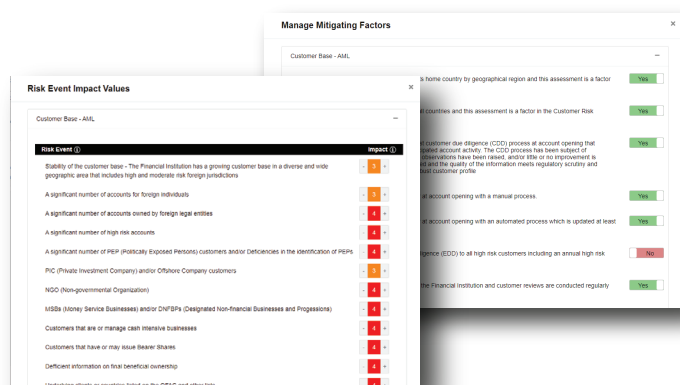 Manage Mitigating Factors
×
Customer Base - AML
−
s home country by geographical region and this assessment is a factor
Yes
countries and this assessment is a factor in the Customer Risk
Yes
customer due diligence (CDD) process at account opening that
account activity. The CDD process has been subject of
observations have been raised, and/or little or no improvement is
and the quality of the information meets regulatory scrutiny and
customer profile
Yes
at account opening with a manual process.
Yes
at account opening with an automated process which is updated at least
Yes
(EDD) to all high risk customers including an annual high risk
No
the Financial Institution and customer reviews are conducted regularly
Yes
Risk Event Impact Values
×
Customer Base - AML
−
Risk Event
Impact
Stability of the customer base - The Financial Institution has a growing customer base in a diverse and wide
geographic area that includes high and moderate risk foreign jurisdictions
- 3 +
A significant number of accounts for foreign individuals
- 3 +
A significant number of accounts owned by foreign legal entities
- 4 +
A significant number of high risk accounts
- 4 +
A significant number of PEP (Politically Exposed Persons) customers and/or Deficiencies in the identification of PEPs
- 4 +
PIC (Private Investment Company) and/or Offshore Company customers
- 3 +
NGO (Non-governmental Organization)
- 4 +
MSBs (Money Service Businesses) and/or DNFBPs (Designated Non-financial Businesses and Progessions)
- 4 +
Customers that are or manage cash intensive businesses
- 4 +
Customers that have or may issue Bearer Shares
- 4 +
Defficient information on final beneficial ownership
- 4 +